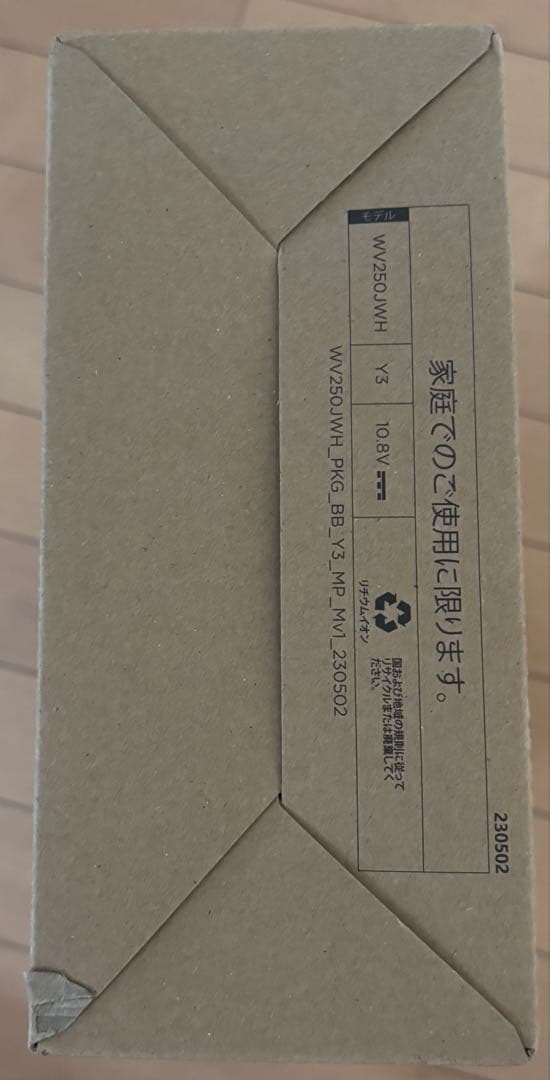 230502
家庭でのご使用に限ります。
モデル
WV250JWH
Y3
10.8V
リチウムイオン
国および地域の規則に従って
リサイクルまたは廃棄してく
ださい。
WV250JWH_PKG_BB_Y3_MP_Mv1_230502